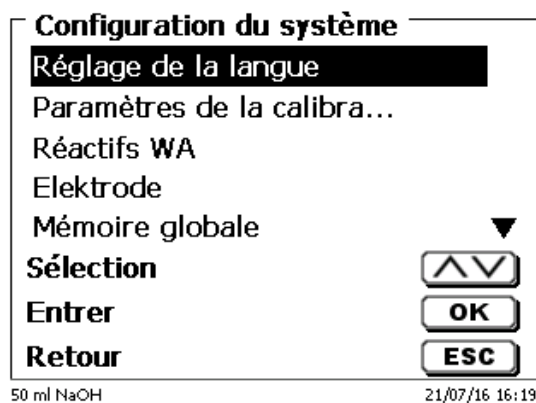 Configuration du système
Réglage de la langue
Paramètres de la calibra...
Réactifs WA
Elektrode
Mémoire globale
Sélection
Entrer OK
Retour ESC
50 ml NaOH 21/07/16 16:19